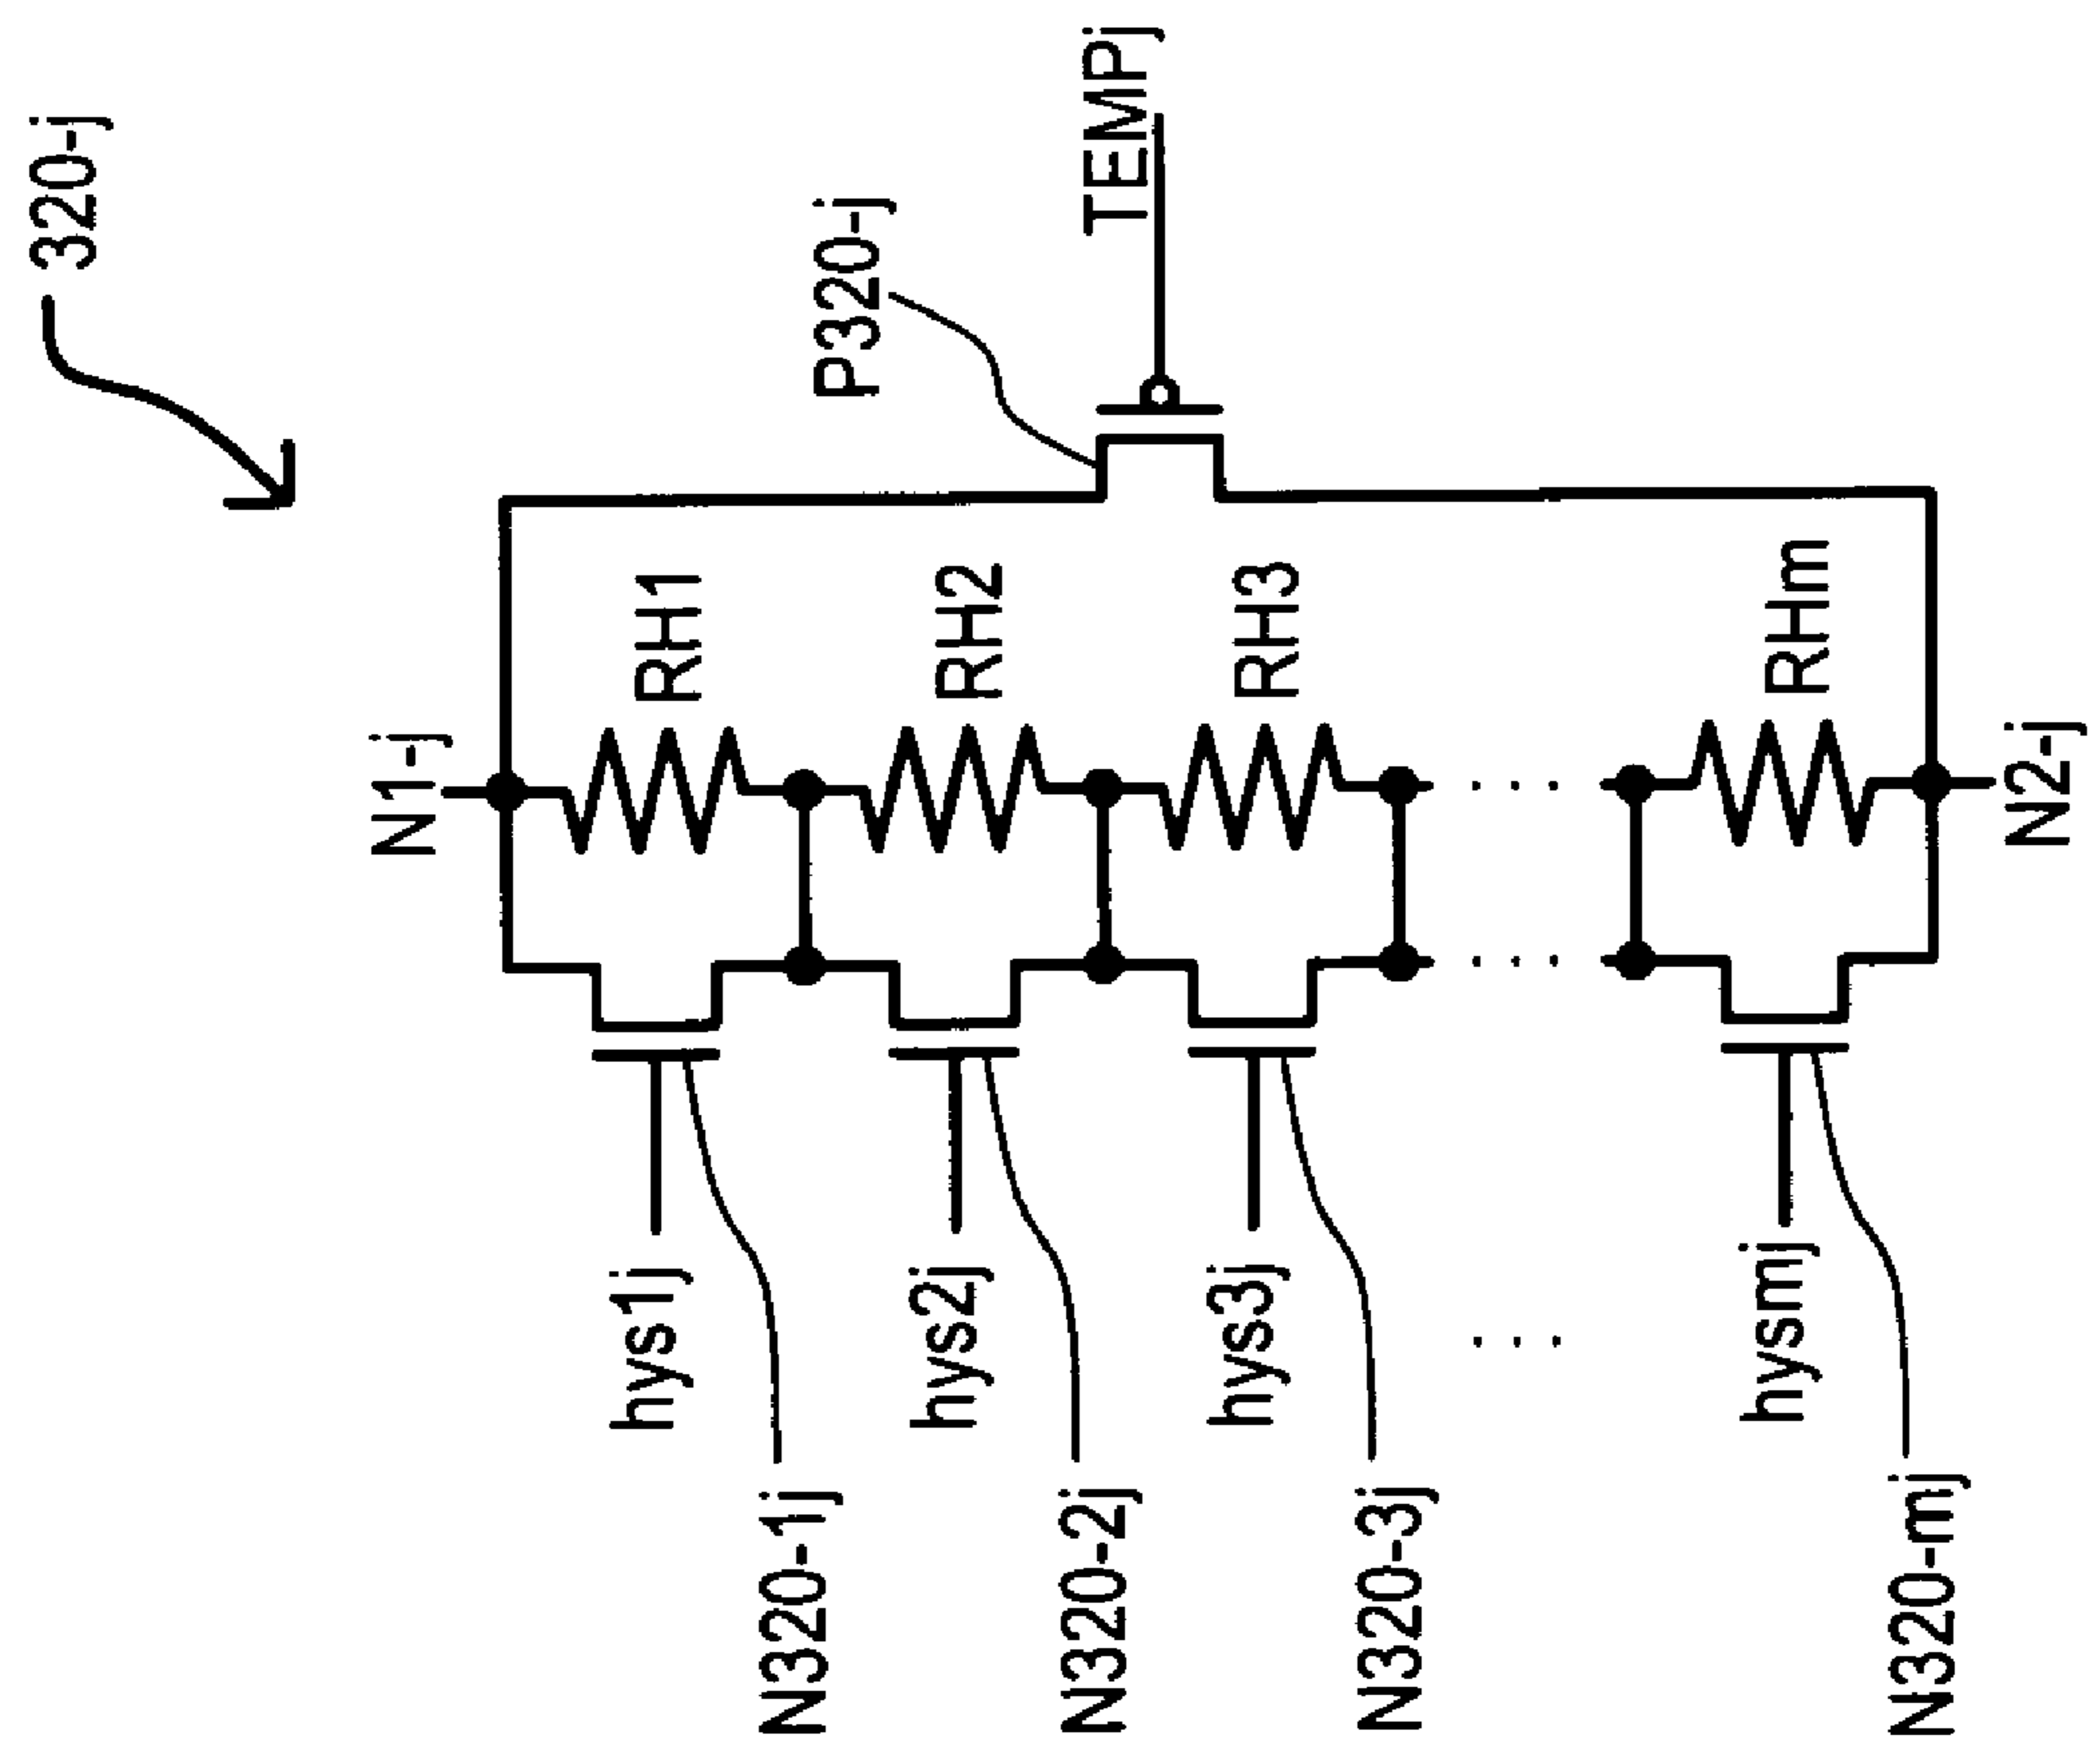 320-j
P320-j
TEMPj
N1-j
RH1
RH2
RH3
RHm
N2-j
hys1j
hys2j
hys3j
hysmj
N320-1j
N320-2j
N320-3j
N320-mj